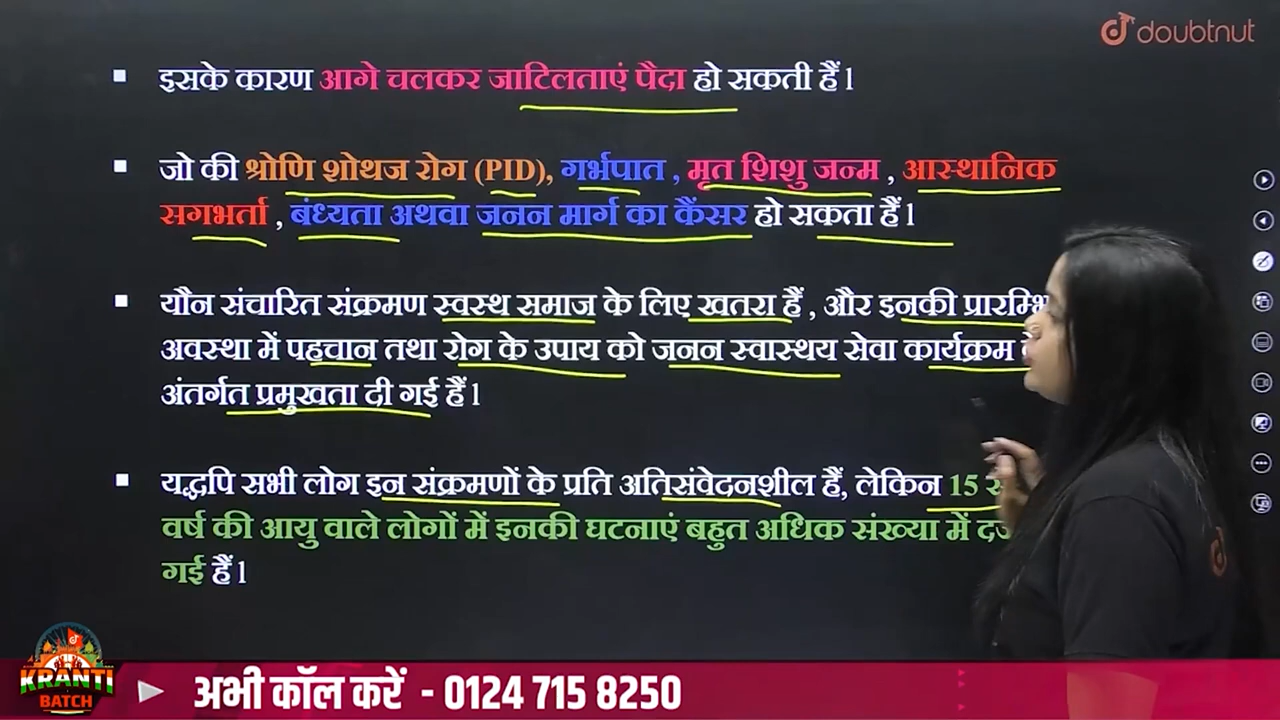 doubtnut
इसके कारण आगे चलकर जाटिलताएं पैदा हो सकती हैं l
जो की श्रोणि शोथज रोग (PID), गर्भपात , मृत शिशु जन्म , आस्थानिक
सगभर्ता , बंध्यता अथवा जनन मार्ग का कैंसर हो सकता हैं l
यौन संचारित संक्रमण स्वस्थ समाज के लिए खतरा हैं , और इनकी
अवस्था में पहचान तथा रोग के उपाय को जनन स्वास्थय सेवा कार्यक्रम
अंतर्गत प्रमुखता दी गई हैं l
यद्धपि सभी लोग इन संक्रमणों के प्रति अतिसंवेदनशील हैं, लेकिन 15
वर्ष की आयु वाले लोगों में इनकी घटनाएं बहुत अधिक संख्या में
गई हैं l
KRANTI
BATCH
अभी कॉल करें - 0124 715 8250